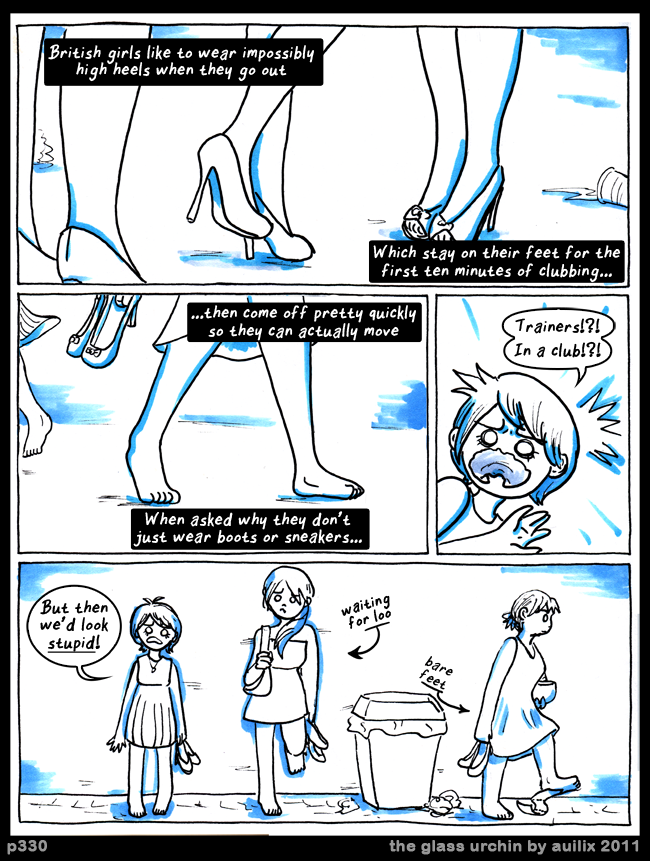 British girls like to wear impossibly
high heels when they go out
Which stay on their feet for the
first ten minutes of clubbing...
...then come off pretty quickly
so they can actually move
When asked why they don't
just wear boots or sneakers...
Trainers!?!
In a club!?!
But then
we'd look
stupid!
waiting
for loo
bare
feet
p330
the glass urchin by auilix 2011